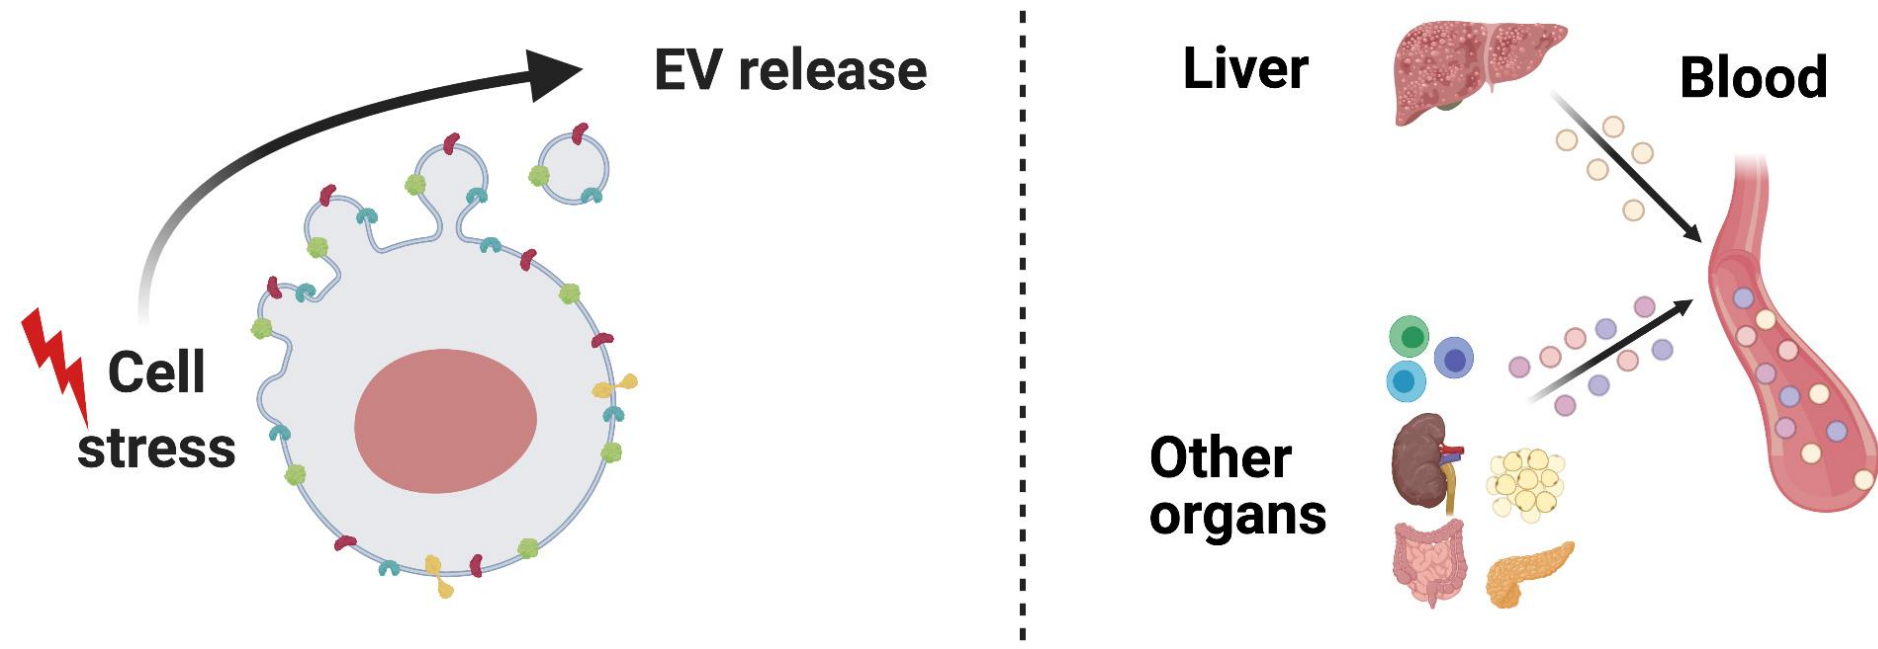 EV release
Cell
stress
Liver
Blood
Other
organs